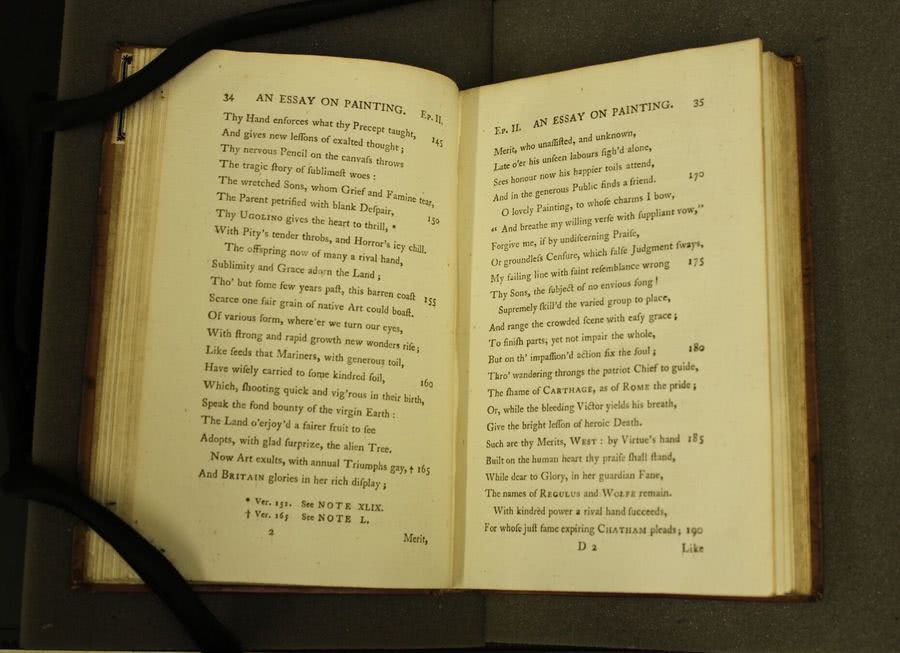 34 AN ESSAY ON PAINTING. Ep. II.
Thy Hand enforces what thy Precept taught, 145
And gives new leſſons of exalted thought;
Thy nervous Pencil on the canvaſs throws
The tragic ſtory of ſublimeſt woes:
The wretched Sons, whom Grief and Famine tear,
The Parent petrified with blank Deſpair, 150
Thy UGOLINO gives the heart to thrill, *
With Pity's tender throbs, and Horror's icy chill.
The offspring now of many a rival hand,
Sublimity and Grace adorn the Land;
Tho' but ſome few years paſt, this barren coaſt 155
Scarce one fair grain of native Art could boaſt.
Of various form, where'er we turn our eyes,
With ſtrong and rapid growth new wonders riſe;
Like ſeeds that Mariners, with generous toil,
Have wiſely carried to ſome kindred ſoil, 160
Which, ſhooting quick and vig'rous in their birth,
Speak the fond bounty of the virgin Earth:
The Land o'erjoy'd a fairer fruit to ſee
Adopts, with glad ſurprize, the alien Tree.
Now Art exults, with annual Triumphs gay, † 165
And BRITAIN glories in her rich diſplay;
* Ver. 151. See NOTE XLIX.
† Ver. 165 See NOTE L.
2
Merit,
Ep. II. AN ESSAY ON PAINTING. 35
Merit, who unaſſiſted, and unknown,
Late o'er his unſeen labours ſigh'd alone,
Sees honour now his happier toils attend,
And in the generous Public finds a friend. 170
O lovely Painting, to whoſe charms I bow,
“ And breathe my willing verſe with ſuppliant vow,”
Forgive me, if by undiſcerning Praiſe,
Or groundleſs Cenſure, which falſe Judgment ſways,
My failing line with faint reſemblance wrong 175
Thy Sons, the ſubject of no envious ſong!
Supremely ſkill'd the varied group to place,
And range the crowded ſcene with eaſy grace;
To finiſh parts, yet not impair the whole,
But on th' impaſſion'd action fix the ſoul; 180
Thro' wandering throngs the patriot Chief to guide,
The ſhame of CARTHAGE, as of ROME the pride;
Or, while the bleeding Victor yields his breath,
Give the bright leſſon of heroic Death.
Such are thy Merits, WEST: by Virtue's hand 185
Built on the human heart thy praiſe ſhall ſtand,
While dear to Glory, in her guardian Fane,
The names of REGULUS and WOLFE remain.
With kindred power a rival hand ſucceeds,
For whoſe juſt fame expiring CHATHAM pleads; 190
D 2
Like